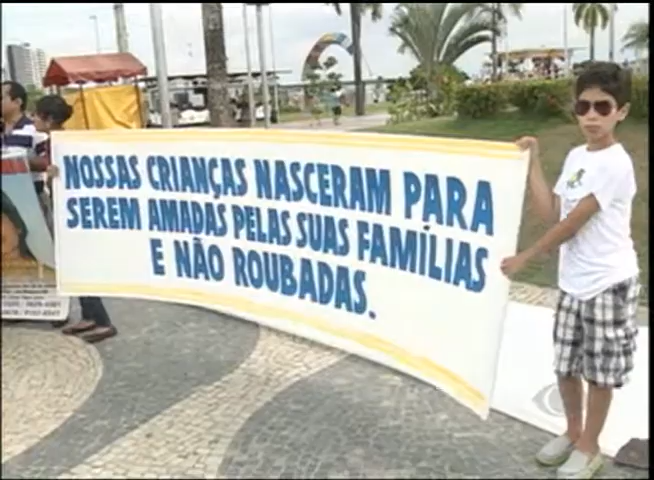 NOSSAS CRIANÇAS NASCERAM PARA
SEREM AMADAS PELAS SUAS FAMÍLIAS
E NÃO ROUBADAS.